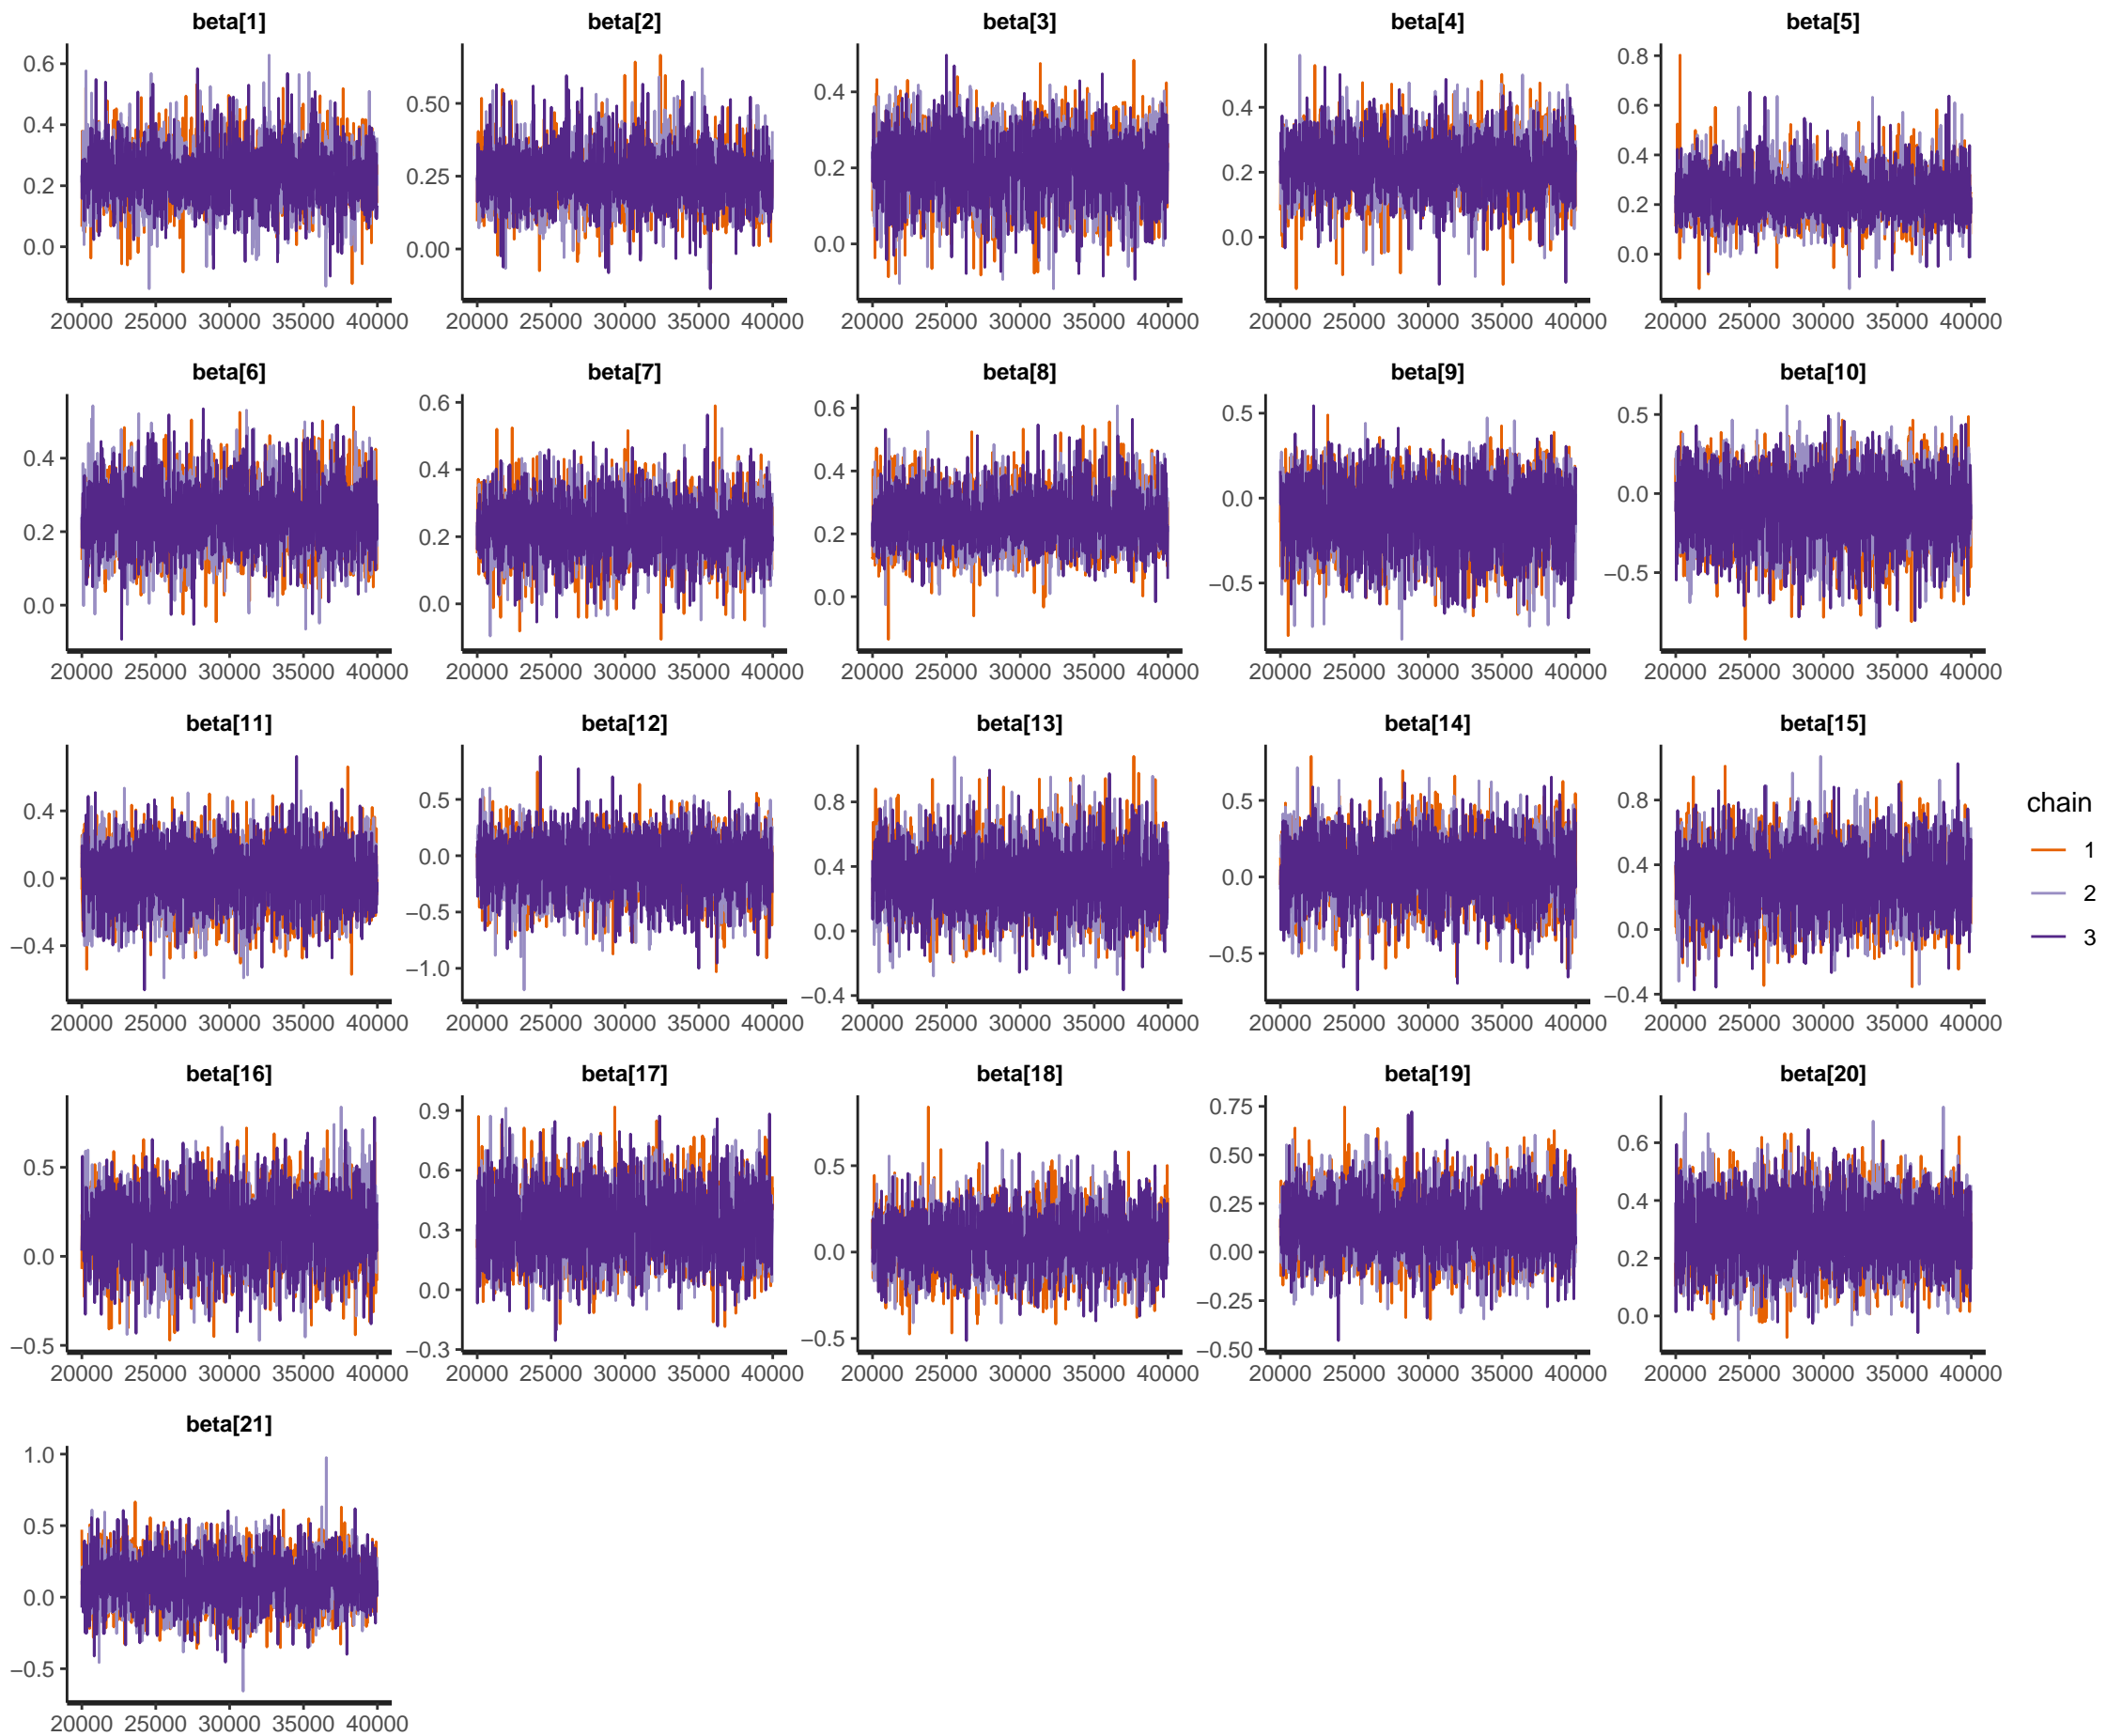 beta[1] beta[2] beta[3] beta[4] beta[5]
0.6 0.4 0.2 0.0
0.50 0.25 0.00
0.4 0.2 0.0
0.4 0.2 0.0
0.8 0.6 0.4 0.2 0.0
20000 25000 30000 35000 40000 20000 25000 30000 35000 40000 20000 25000 30000 35000 40000 20000 25000 30000 35000 40000 20000 25000 30000 35000 40000
beta[6] beta[7] beta[8] beta[9] beta[10]
0.4 0.2 0.0
0.6 0.4 0.2 0.0
0.6 0.4 0.2 0.0
0.5 0.0 −0.5
0.5 0.0 −0.5
20000 25000 30000 35000 40000 20000 25000 30000 35000 40000 20000 25000 30000 35000 40000 20000 25000 30000 35000 40000 20000 25000 30000 35000 40000
beta[11] beta[12] beta[13] beta[14] beta[15]
0.4 0.0 −0.4
0.5 0.0 −0.5 −1.0
0.8 0.4 0.0 −0.4
0.5 0.0 −0.5
0.8 0.4 0.0 −0.4
20000 25000 30000 35000 40000 20000 25000 30000 35000 40000 20000 25000 30000 35000 40000 20000 25000 30000 35000 40000 20000 25000 30000 35000 40000
beta[16] beta[17] beta[18] beta[19] beta[20]
0.5 0.0 −0.5
0.9 0.6 0.3 0.0 −0.3
0.5 0.0 −0.5
0.75 0.50 0.25 0.00 −0.25 −0.50
0.6 0.4 0.2 0.0
20000 25000 30000 35000 40000 20000 25000 30000 35000 40000 20000 25000 30000 35000 40000 20000 25000 30000 35000 40000 20000 25000 30000 35000 40000
beta[21]
1.0 0.5 0.0 −0.5
20000 25000 30000 35000 40000
chain
1
2
3